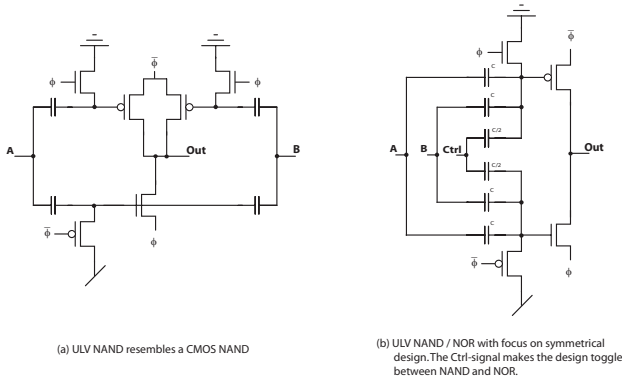 ϕ
ϕ̅
ϕ
A
Out
B
ϕ̅
ϕ
(a) ULV NAND resembles a CMOS NAND
ϕ
ϕ̅
C
C
C/2
A
B
Ctrl
Out
C/2
C
C
ϕ̅
ϕ
(b) ULV NAND / NOR with focus on symmetrical
design.The Ctrl-signal makes the design toggle
between NAND and NOR.